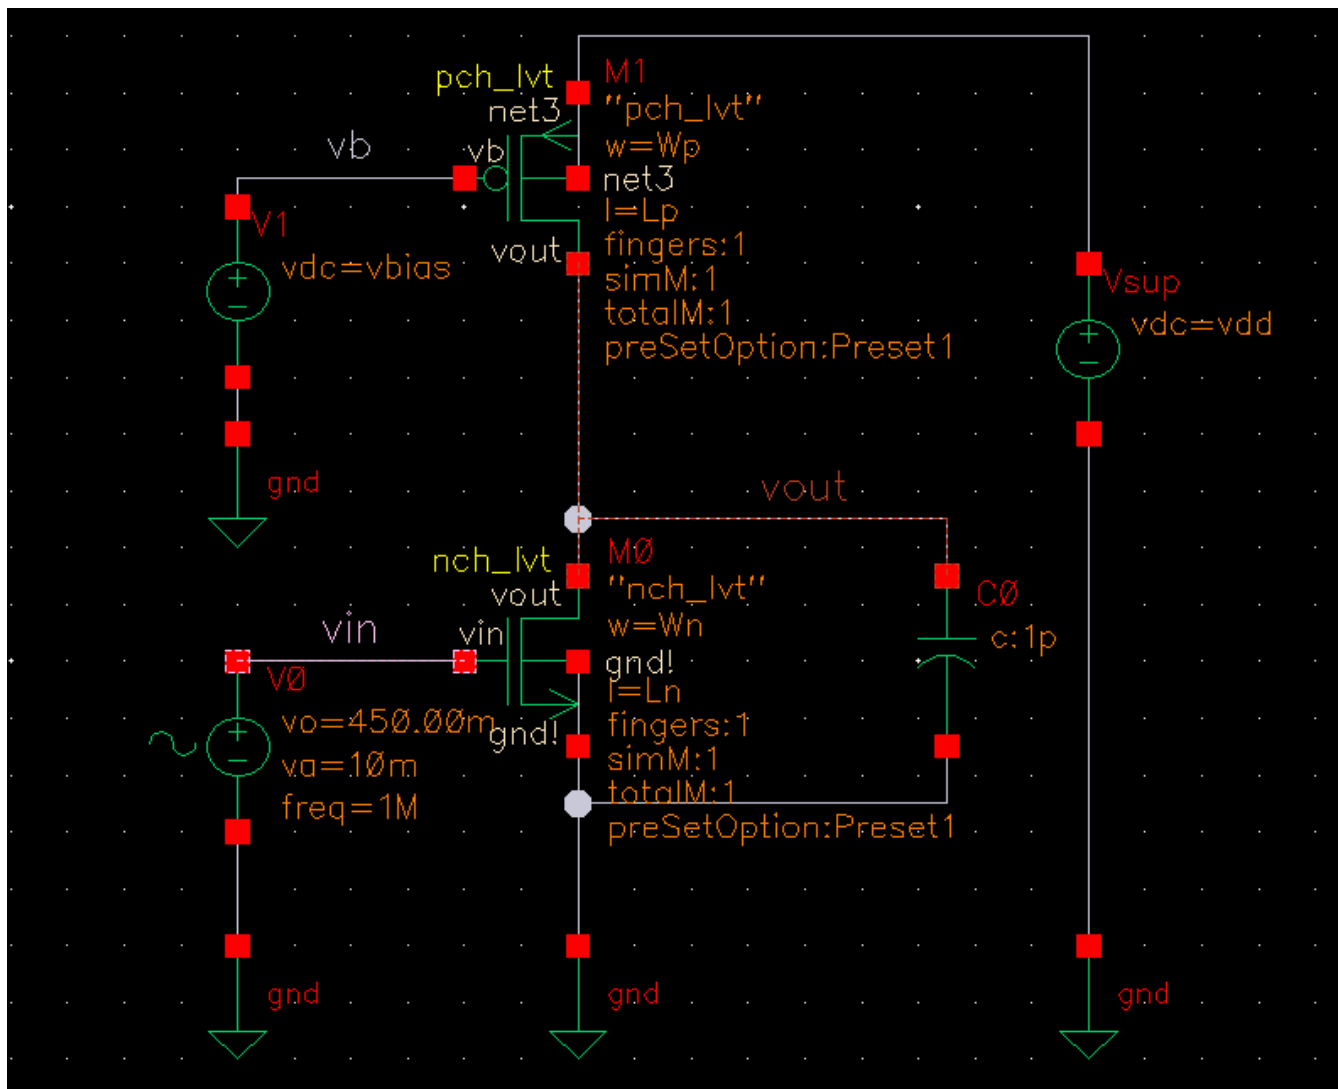 pch_lvt
M1
net3
"pch_lvt"
vb
vb
w=Wp
net3
V1
l=Lp
vdc=vbias
vout
fingers:1
simM:1
totalM:1
preSetOption:Preset1
Vsup
vdc=vdd
gnd
vout
nch_lvt
M0
vout
"nch_lvt"
C0
vin
vin
w=Wn
c:1p
gnd!
V0
l=Ln
vo=450.00m
gnd!
fingers:1
va=10m
simM:1
freq=1M
totalM:1
preSetOption:Preset1
gnd
gnd
gnd